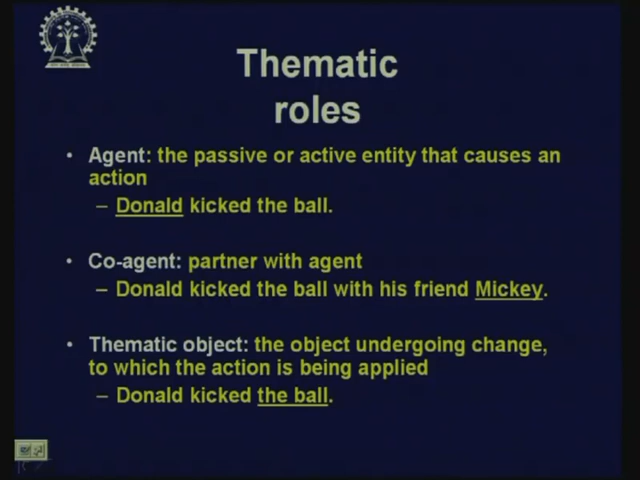 Thematic
roles
• Agent: the passive or active entity that causes an
action
– Donald kicked the ball.
• Co-agent: partner with agent
– Donald kicked the ball with his friend Mickey.
• Thematic object: the object undergoing change,
to which the action is being applied
– Donald kicked the ball.